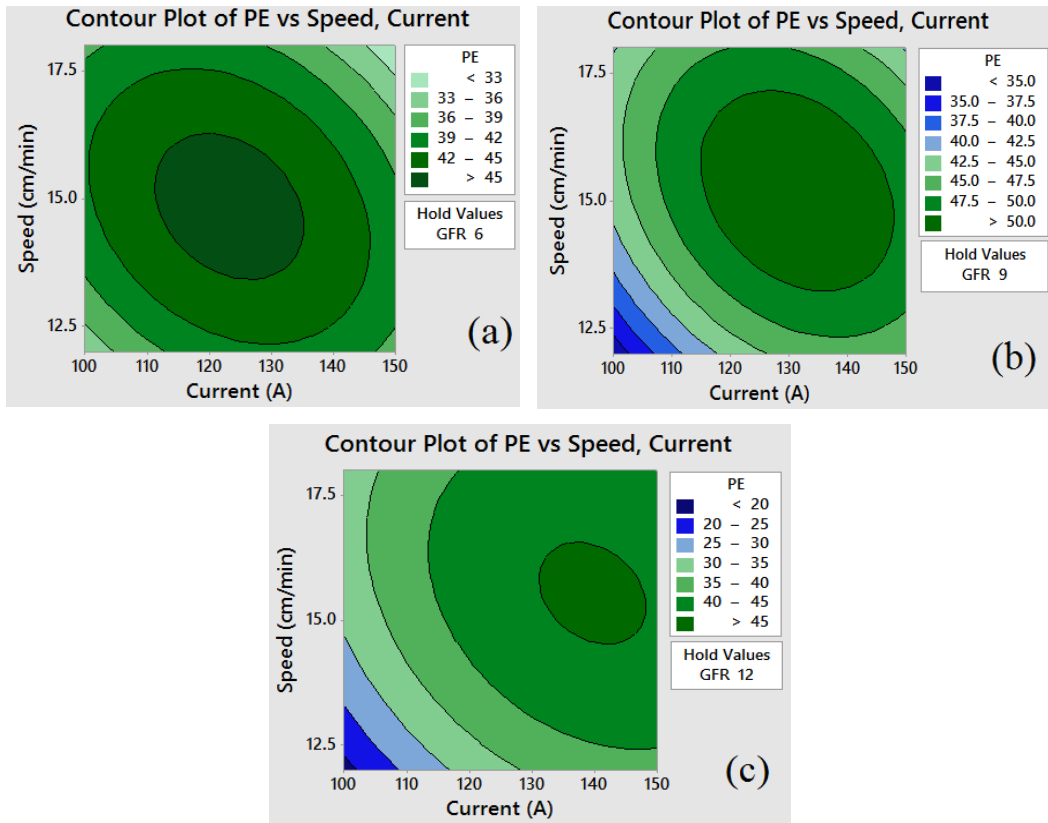 Contour Plot of PE vs Speed, Current
PE
< 33
33 – 36
36 – 39
39 – 42
42 – 45
> 45
Hold Values
GFR 6
Speed (cm/min)
17.5
15.0
12.5
100 110 120 130 140 150
Current (A)
(a)
Contour Plot of PE vs Speed, Current
PE
< 35.0
35.0 – 37.5
37.5 – 40.0
40.0 – 42.5
42.5 – 45.0
45.0 – 47.5
47.5 – 50.0
> 50.0
Hold Values
GFR 9
Speed (cm/min)
17.5
15.0
12.5
100 110 120 130 140 150
Current (A)
(b)
Contour Plot of PE vs Speed, Current
PE
< 20
20 – 25
25 – 30
30 – 35
35 – 40
40 – 45
> 45
Hold Values
GFR 12
Speed (cm/min)
17.5
15.0
12.5
100 110 120 130 140 150
Current (A)
(c)